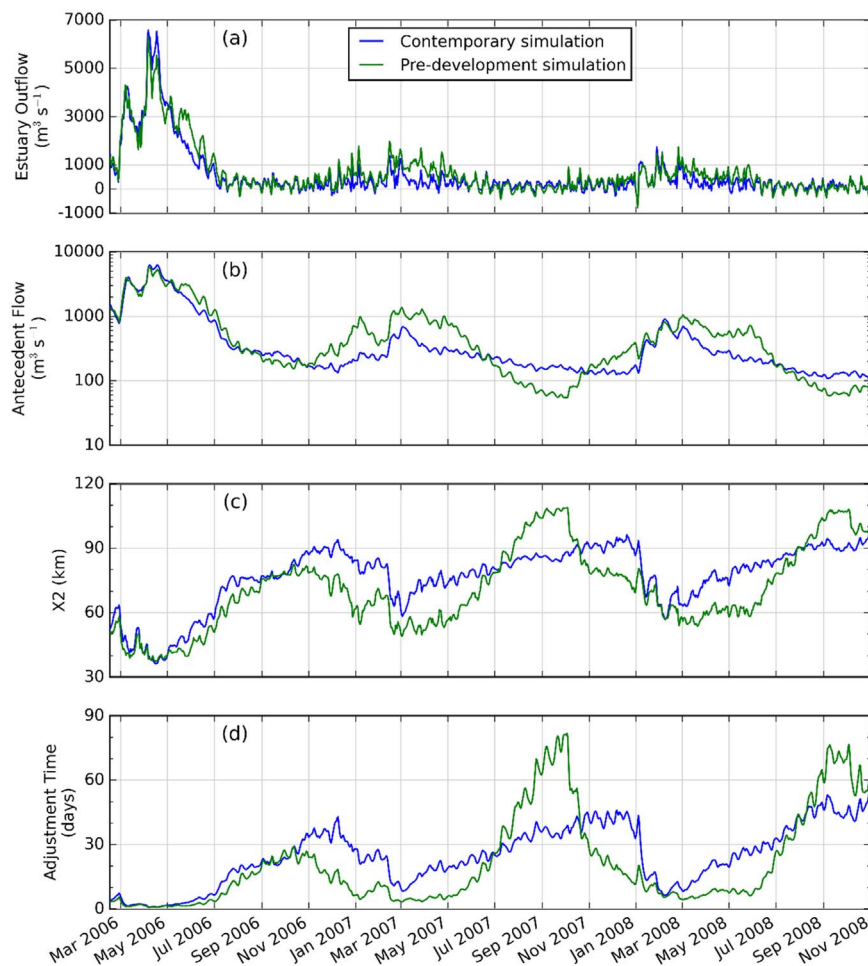 (a)
Contemporary simulation
Pre-development simulation
Estuary Outflow
(m³ s⁻¹)
7000
5000
3000
1000
0
-1000
(b)
Antecedent Flow
(m³ s⁻¹)
10000
1000
100
10
(c)
X2 (km)
120
90
60
30
(d)
Adjustment Time
(days)
90
60
30
0
Mar 2006
May 2006
Jul 2006
Sep 2006
Nov 2006
Jan 2007
Mar 2007
May 2007
Jul 2007
Sep 2007
Nov 2007
Jan 2008
Mar 2008
May 2008
Jul 2008
Sep 2008
Nov 2008